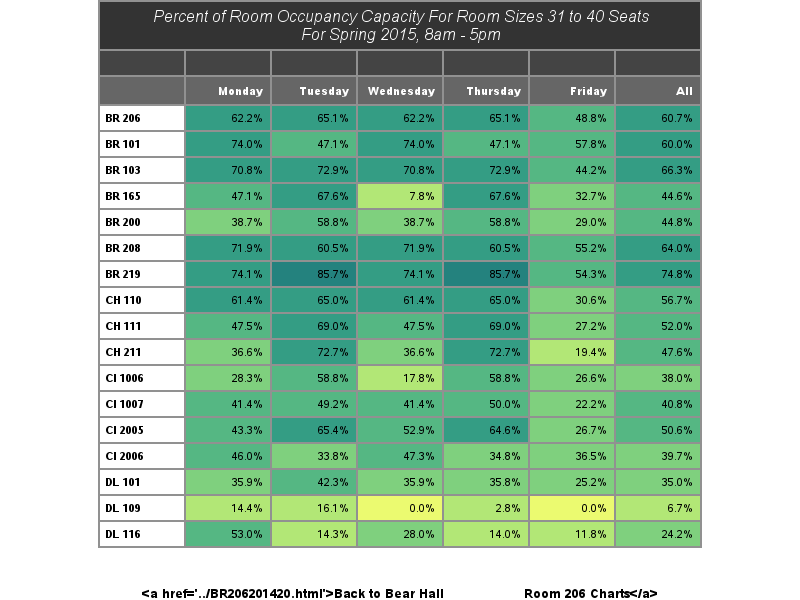 Percent of Room Occupancy Capacity For Room Sizes 31 to 40 Seats
For Spring 2015, 8am - 5pm
Monday Tuesday Wednesday Thursday Friday All
BR 206 62.2% 65.1% 62.2% 65.1% 48.8% 60.7%
BR 101 74.0% 47.1% 74.0% 47.1% 57.8% 60.0%
BR 103 70.8% 72.9% 70.8% 72.9% 44.2% 66.3%
BR 165 47.1% 67.6% 7.8% 67.6% 32.7% 44.6%
BR 200 38.7% 58.8% 38.7% 58.8% 29.0% 44.8%
BR 208 71.9% 60.5% 71.9% 60.5% 55.2% 64.0%
BR 219 74.1% 85.7% 74.1% 85.7% 54.3% 74.8%
CH 110 61.4% 65.0% 61.4% 65.0% 30.6% 56.7%
CH 111 47.5% 69.0% 47.5% 69.0% 27.2% 52.0%
CH 211 36.6% 72.7% 36.6% 72.7% 19.4% 47.6%
CI 1006 28.3% 58.8% 17.8% 58.8% 26.6% 38.0%
CI 1007 41.4% 49.2% 41.4% 50.0% 22.2% 40.8%
CI 2005 43.3% 65.4% 52.9% 64.6% 26.7% 50.6%
CI 2006 46.0% 33.8% 47.3% 34.8% 36.5% 39.7%
DL 101 35.9% 42.3% 35.9% 35.8% 25.2% 35.0%
DL 109 14.4% 16.1% 0.0% 2.8% 0.0% 6.7%
DL 116 53.0% 14.3% 28.0% 14.0% 11.8% 24.2%
<a href='../BR206201420.html'>Back to Bear Hall Room 206 Charts</a>